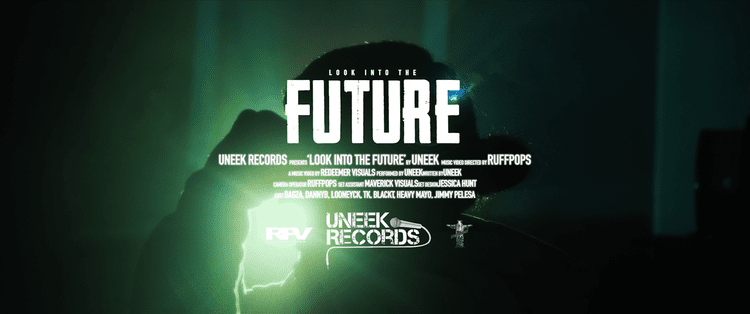 LOOK INTO THE
FUTURE
UNEEK RECORDS PRESENTS 'LOOK INTO THE FUTURE' BY UNEEK MUSIC VIDEO DIRECTED BY RUFFPOPS
A MUSIC VIDEO BY REDEEMER VISUALS PERFORMED BY UNEEK WRITTEN BY UNEEK
CAMERA OPERATOR RUFFPOPS SET ASSISTANT MAVERICK VISUALS SET DESIGN JESSICA HUNT
CAST RAGZA, DANNYB, LOONEYCK, TK, BLACKT, HEAVY MAYO, JIMMY PELESA
RPV
UNEEK
RECORDS